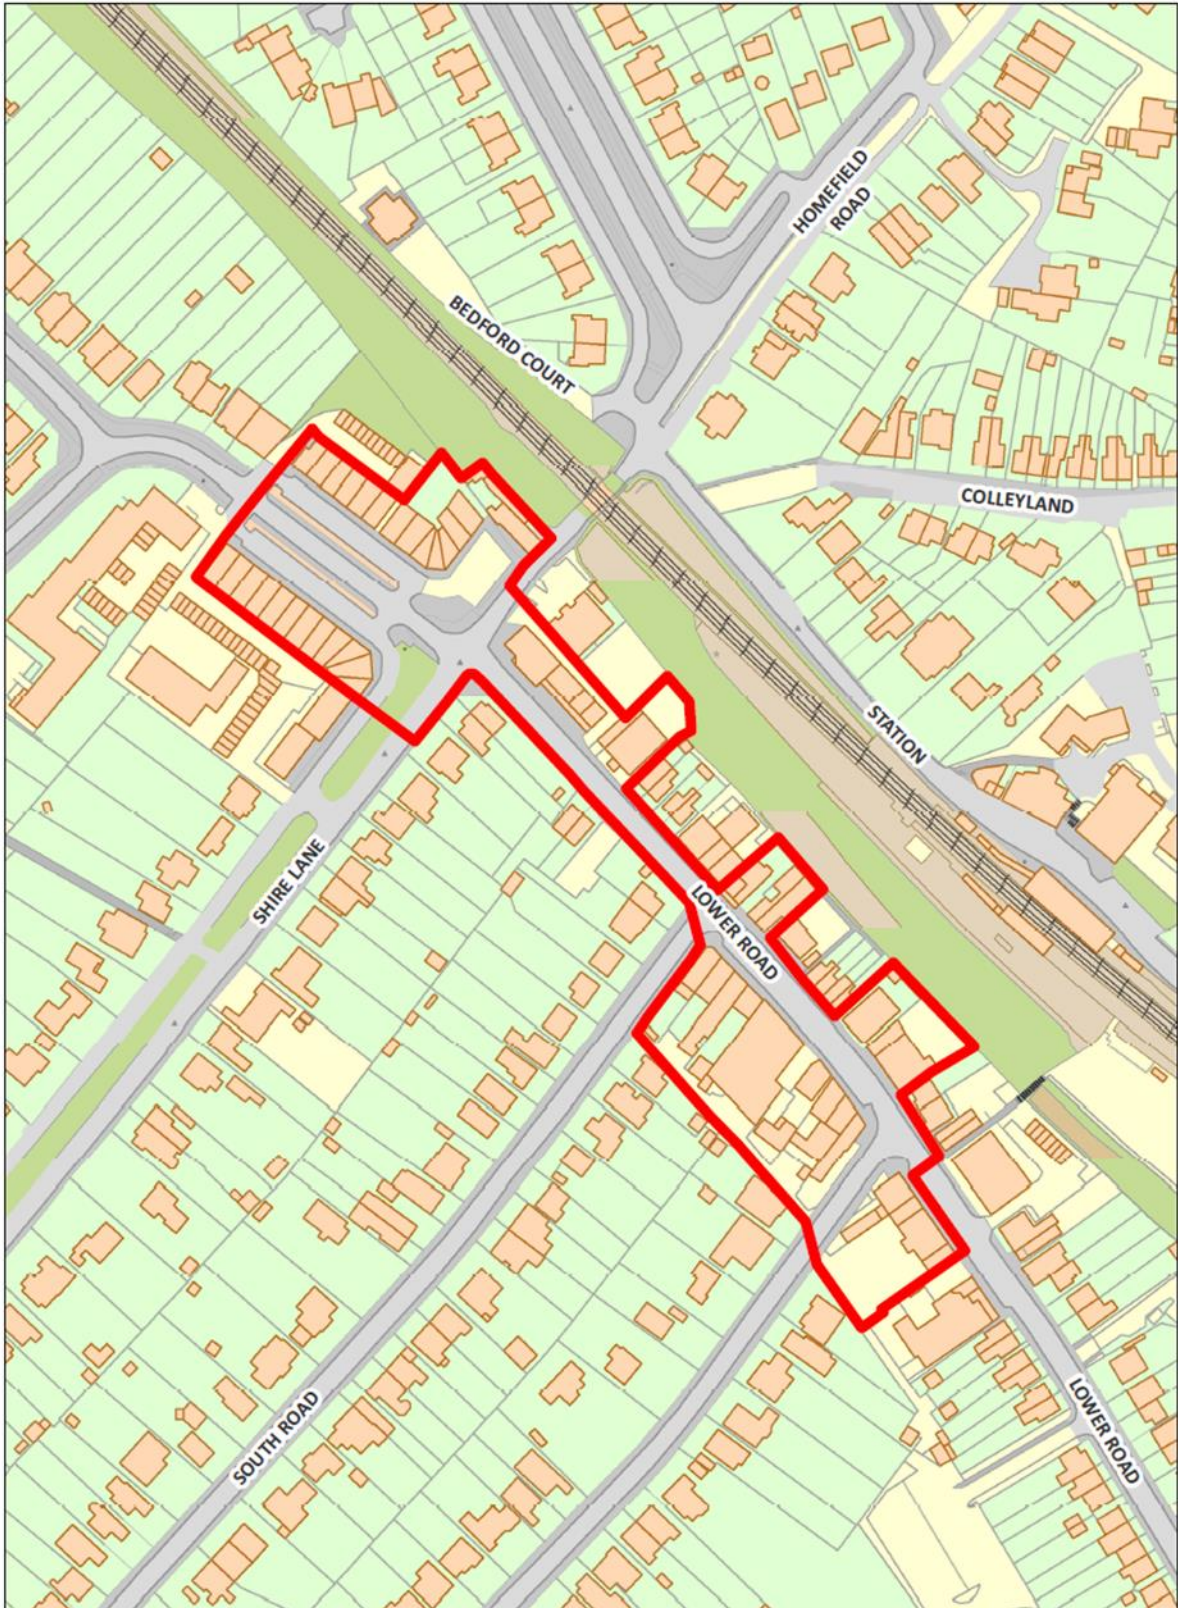 HOMEFIELD
ROAD
BEDFORD COURT
COLLEYLAND
STATION
SHIRE LANE
LOWER ROAD
SOUTH ROAD
LOWER ROAD